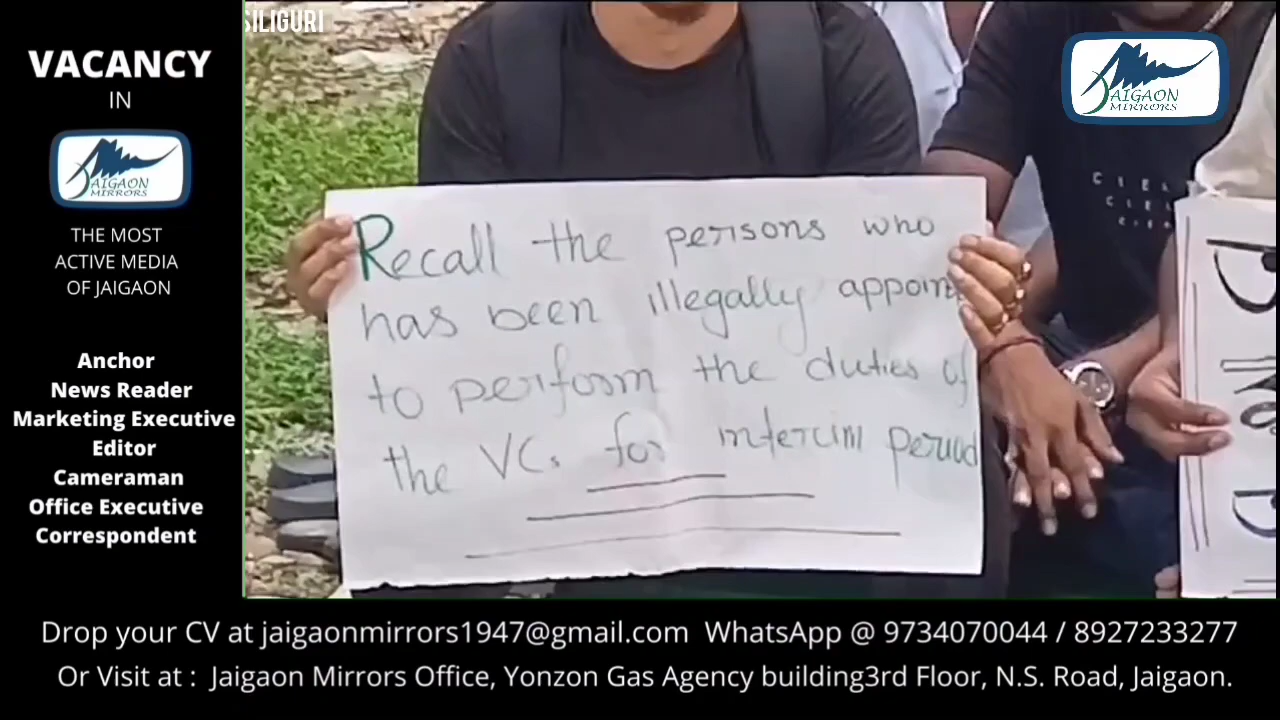 VACANCY
IN
JAIGAON
MIRRORS
THE MOST
ACTIVE MEDIA
OF JAIGAON
Anchor
News Reader
Marketing Executive
Editor
Cameraman
Office Executive
Correspondent
SILIGURI
JAIGAON
MIRRORS
Recall the persons who
has been illegally appoint
to perform the duties of
the VCs for interim period
Drop your CV at jaigaonmirrors1947@gmail.com WhatsApp @ 9734070044 / 8927233277
Or Visit at : Jaigaon Mirrors Office, Yonzon Gas Agency building3rd Floor, N.S. Road, Jaigaon.